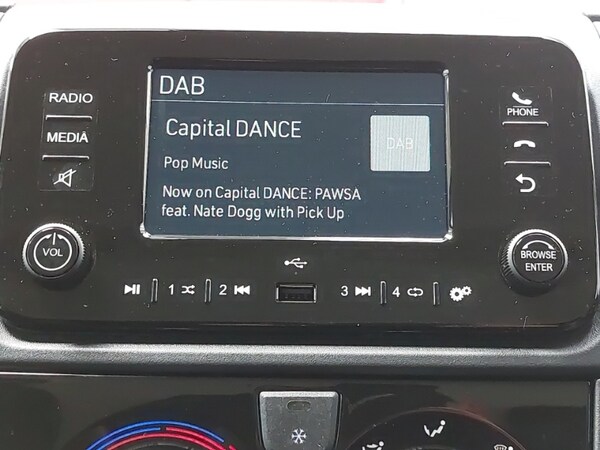 DAB
RADIO
MEDIA
Capital DANCE
DAB
Pop Music
Now on Capital DANCE: PAWSA
feat. Nate Dogg with Pick Up
PHONE
VOL
BROWSE
ENTER
1 2 3 4